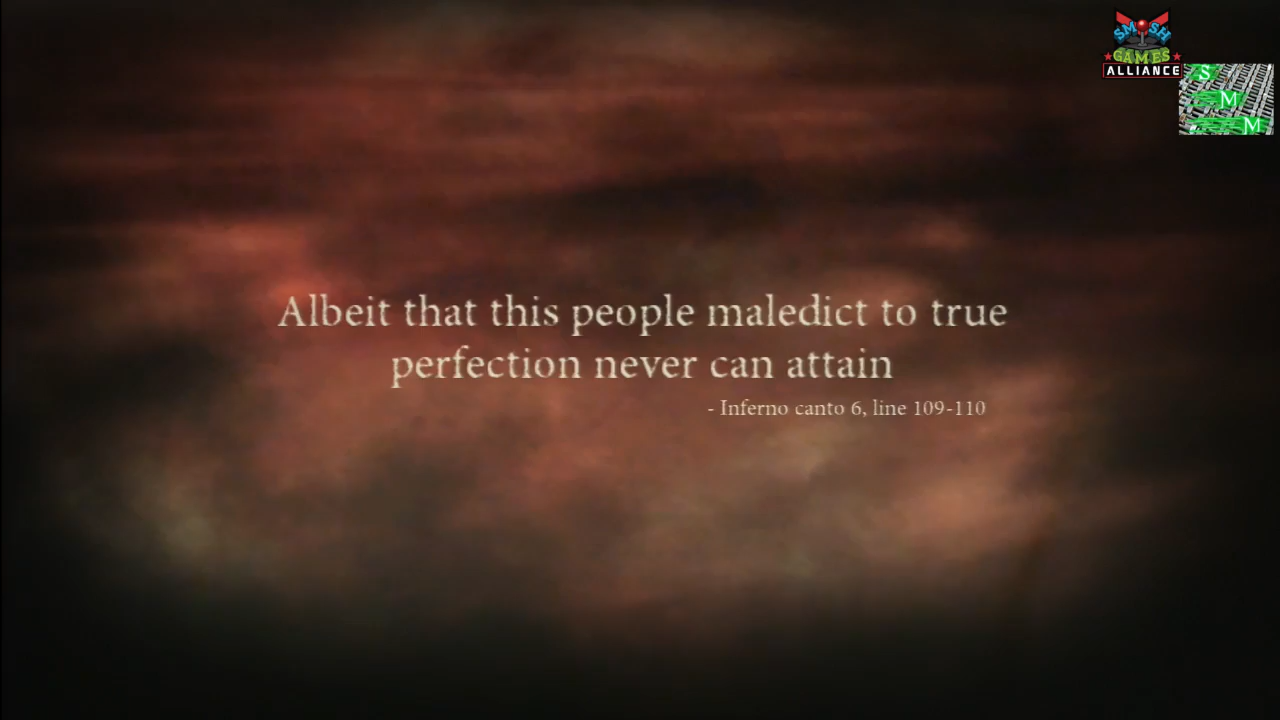 SMASH
GAMES
ALLIANCE
S
M
M
Albeit that this people maledict to true
perfection never can attain
- Inferno canto 6, line 109-110